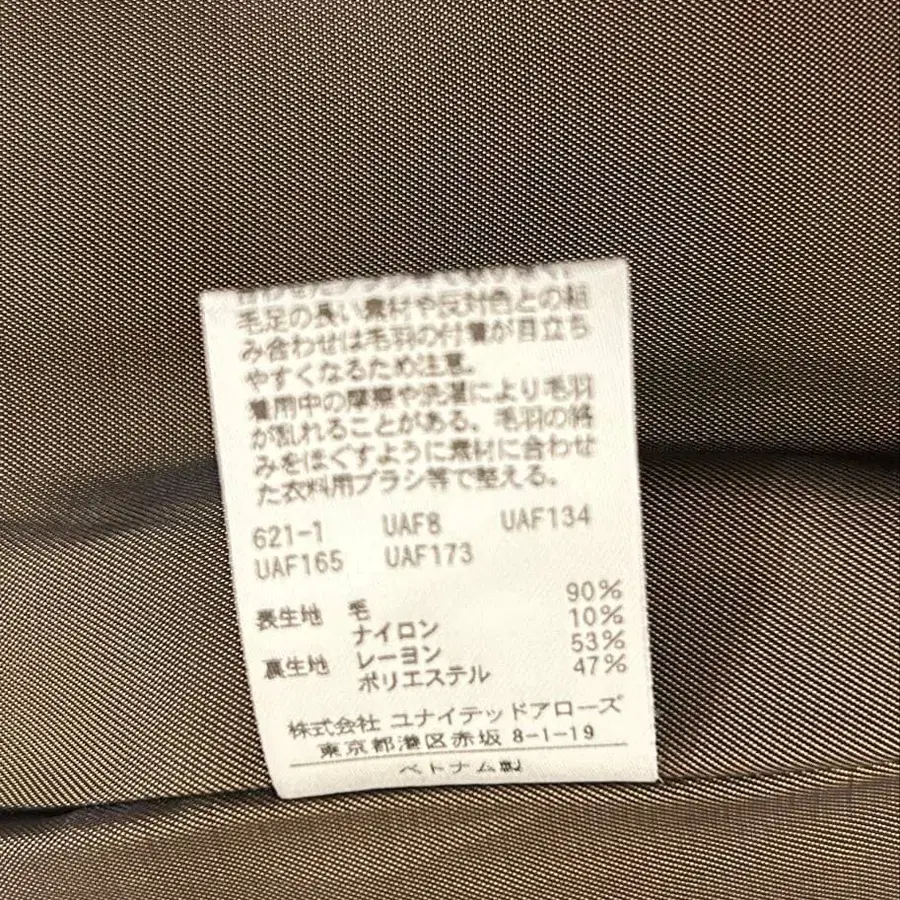 毛足の長い素材や反対色との組
み合わせは毛羽の付着が目立ち
やすくなるため注意。
着用中の摩擦や洗濯により毛羽
が乱れることがある。毛羽の絡
みをほぐすように素材に合わせ
た衣料用ブラシ等で整える。
621-1 UAF8 UAF134
UAF165 UAF173
表生地 毛 90%
ナイロン 10%
裏生地 レーヨン 53%
ポリエステル 47%
株式会社 ユナイテッドアローズ
東京都港区赤坂 8-1-19
ベトナム製